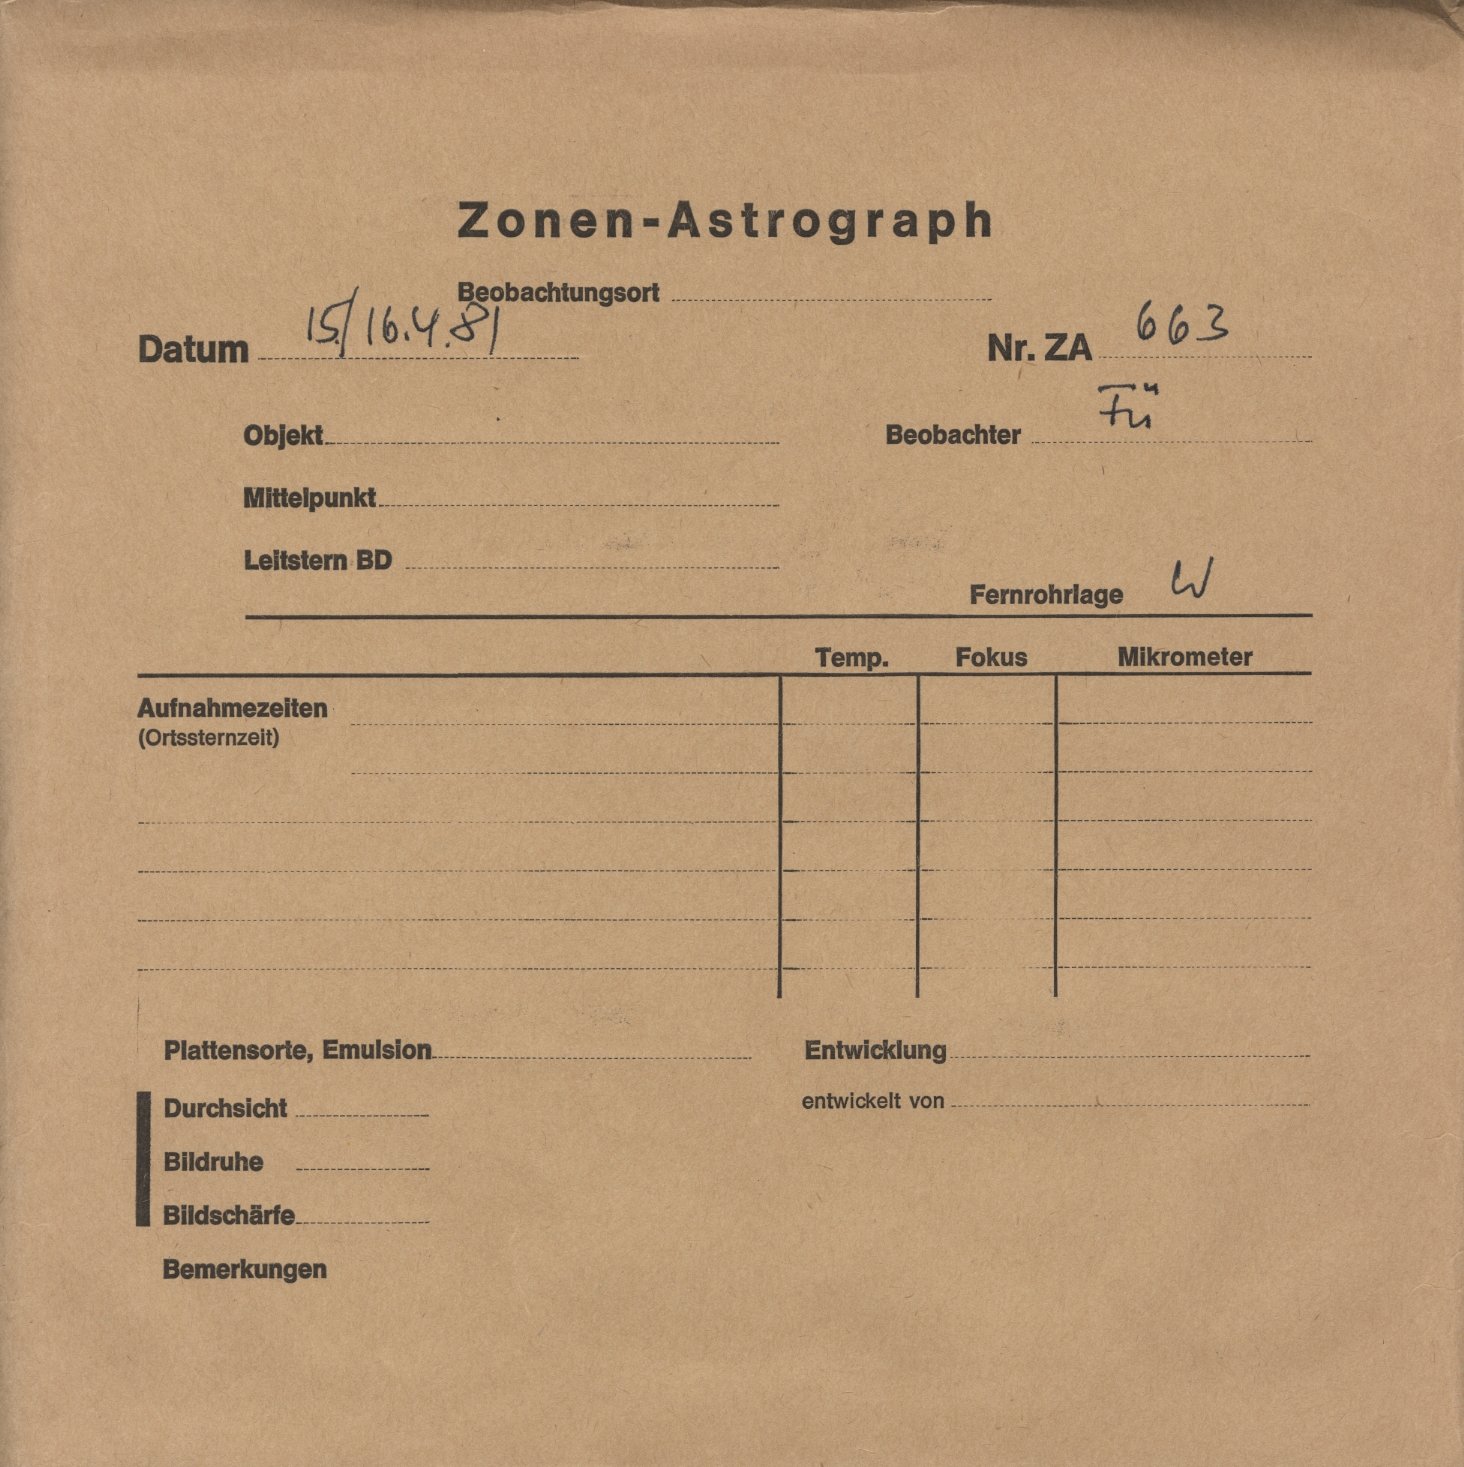 Zonen-Astrograph
Beobachtungsort
Datum 15./16.4.81
Nr. ZA 663
Objekt
Beobachter Fü
Mittelpunkt
Leitstern BD
Fernrohrlage W
Temp. Fokus Mikrometer
Aufnahmezeiten
(Ortssternzeit)
Plattensorte, Emulsion
Entwicklung
Durchsicht
entwickelt von
Bildruhe
Bildschärfe
Bemerkungen